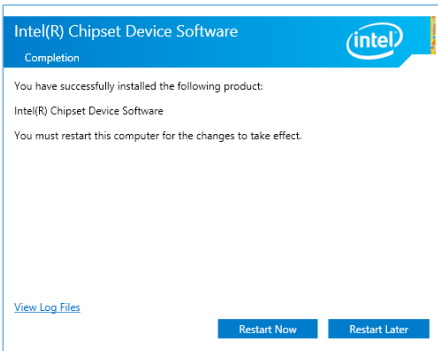 Intel(R) Chipset Device Software
Completion
(intel)
You have successfully installed the following product:
Intel(R) Chipset Device Software
You must restart this computer for the changes to take effect.
View Log Files
Restart Now
Restart Later